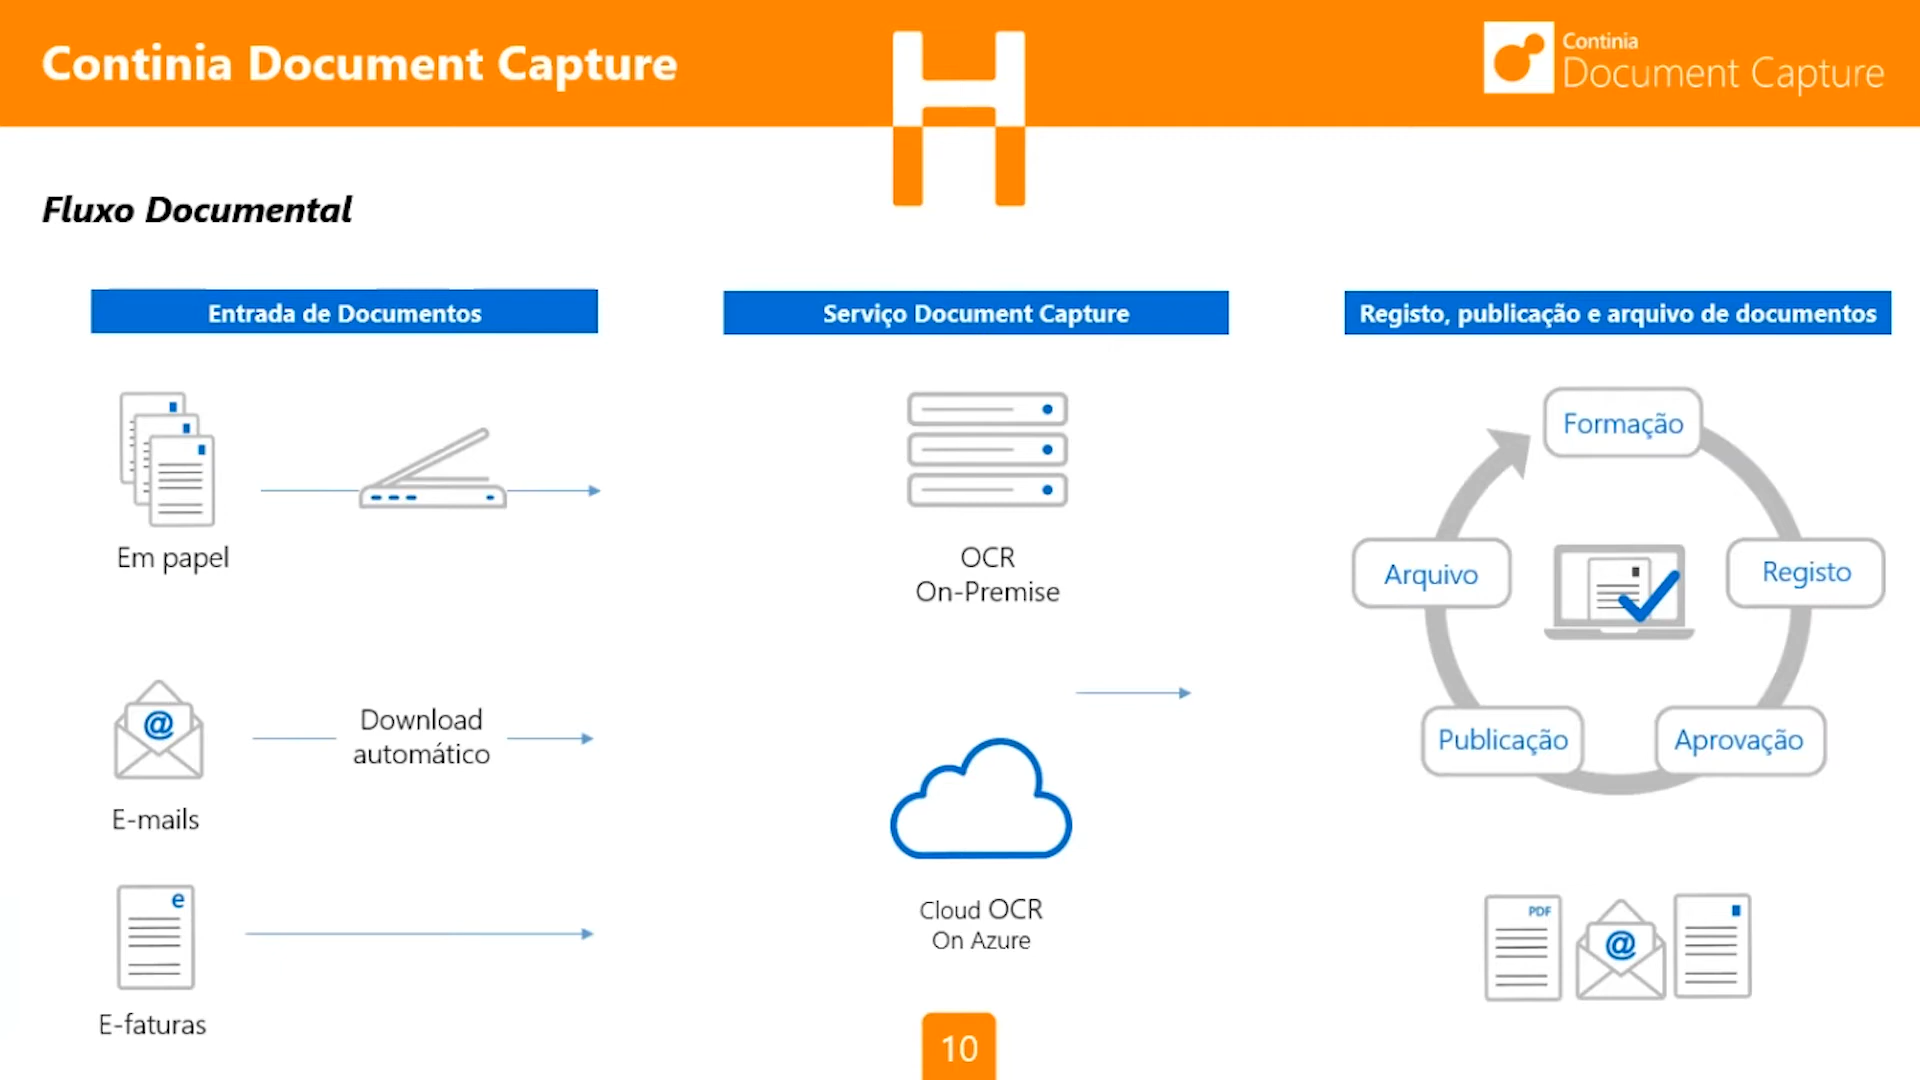 Continia Document Capture
Continia
Document Capture
Fluxo Documental
Entrada de Documentos
Em papel
Download
automático
E-mails
e
E-faturas
Serviço Document Capture
OCR
On-Premise
Cloud OCR
On Azure
Registo, publicação e arquivo de documentos
Formação
Arquivo
Registo
Publicação
Aprovação
PDF
@
@
10